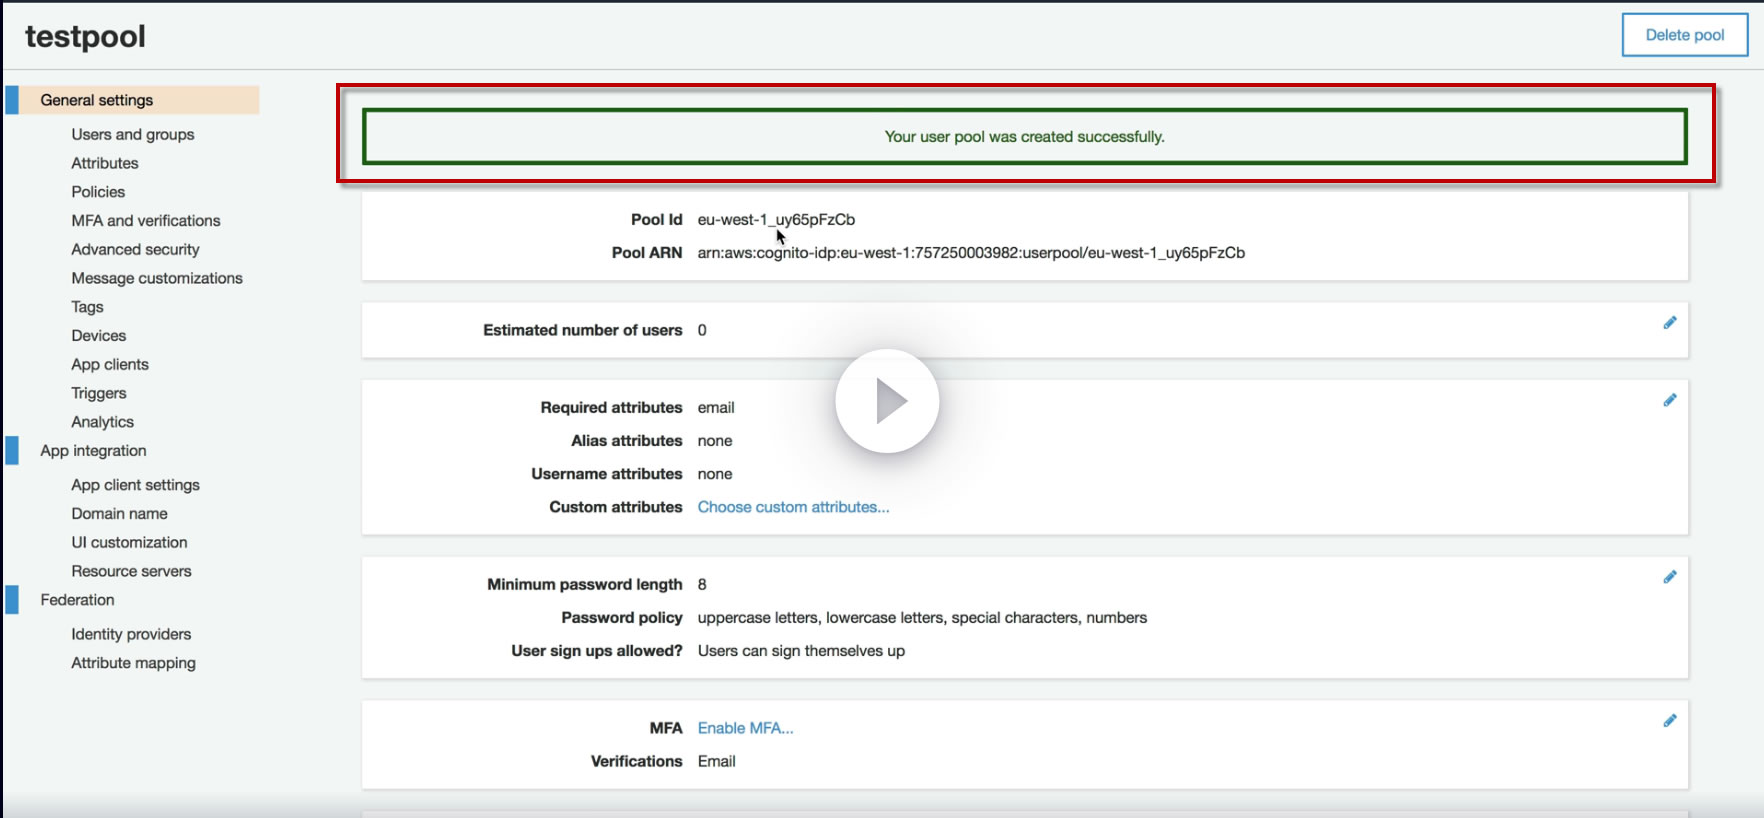 testpool
Delete pool
General settings
Users and groups
Attributes
Policies
MFA and verifications
Advanced security
Message customizations
Tags
Devices
App clients
Triggers
Analytics
App integration
App client settings
Domain name
UI customization
Resource servers
Federation
Identity providers
Attribute mapping
Your user pool was created successfully.
Pool Id eu-west-1_uy65pFzCb
Pool ARN arn:aws:cognito-idp:eu-west-1:757250003982:userpool/eu-west-1_uy65pFzCb
Estimated number of users 0
Required attributes email
Alias attributes none
Username attributes none
Custom attributes Choose custom attributes...
Minimum password length 8
Password policy uppercase letters, lowercase letters, special characters, numbers
User sign ups allowed? Users can sign themselves up
MFA Enable MFA...
Verifications Email